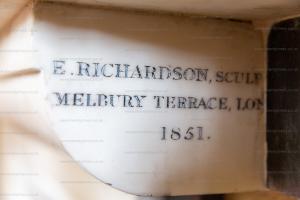 E. RICHARDSON, SCULP
MELBURY TERRACE, LON
1851.